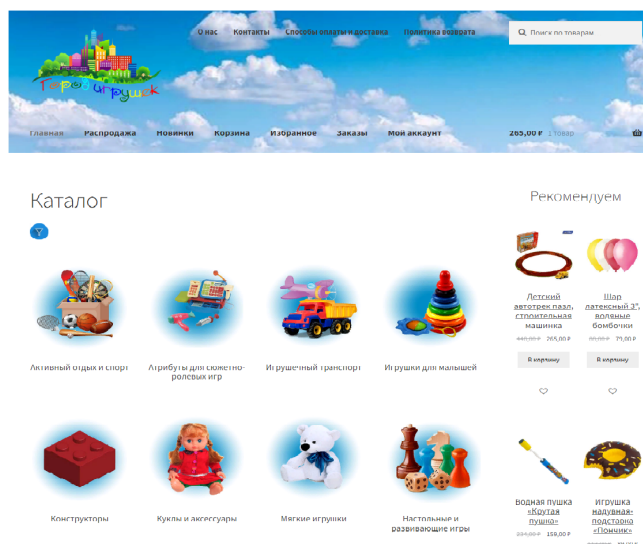 О нас Контакты Способы оплаты и доставка Политика возврата
Поиск по товарам
Город игрушек
Главная Распродажа Новинки Корзина Избранное Заказы Мой аккаунт
265,00 ₽ 1 товар
Каталог
Активный отдых и спорт
Атрибуты для сюжетно-
ролевых игр
Игрушечный транспорт
Игрушки для малышей
Конструкторы
Куклы и аксессуары
Мягкие игрушки
Настольные и
развивающие игры
Рекомендуем
Детский
автотрек пазл,
строительная
машинка
440,00 ₽ 265,00 ₽
В корзину
Шар
латексный 3",
водяные
бомбочки
79,00 ₽
В корзину
Водная пушка
«Крутая
пушка»
159,00 ₽
Игрушка
надувная-
подставка
«Пончик»